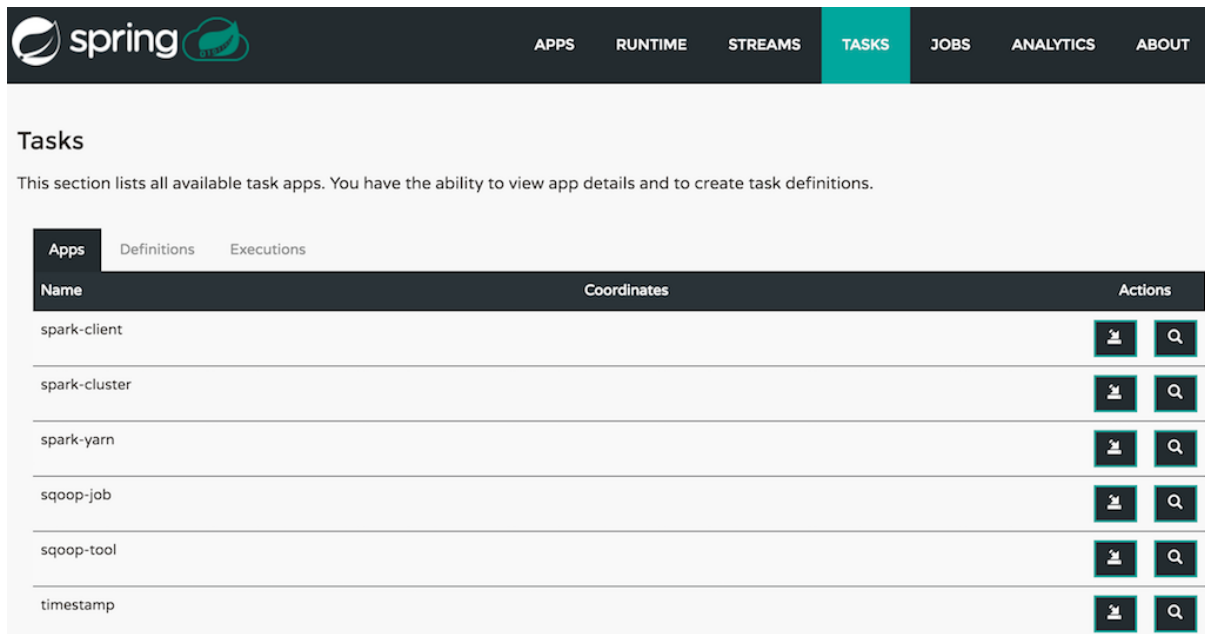 spring
APPS RUNTIME STREAMS TASKS JOBS ANALYTICS ABOUT
Tasks
This section lists all available task apps. You have the ability to view app details and to create task definitions.
Apps Definitions Executions
Name Coordinates Actions
spark-client
spark-cluster
spark-yarn
sqoop-job
sqoop-tool
timestamp